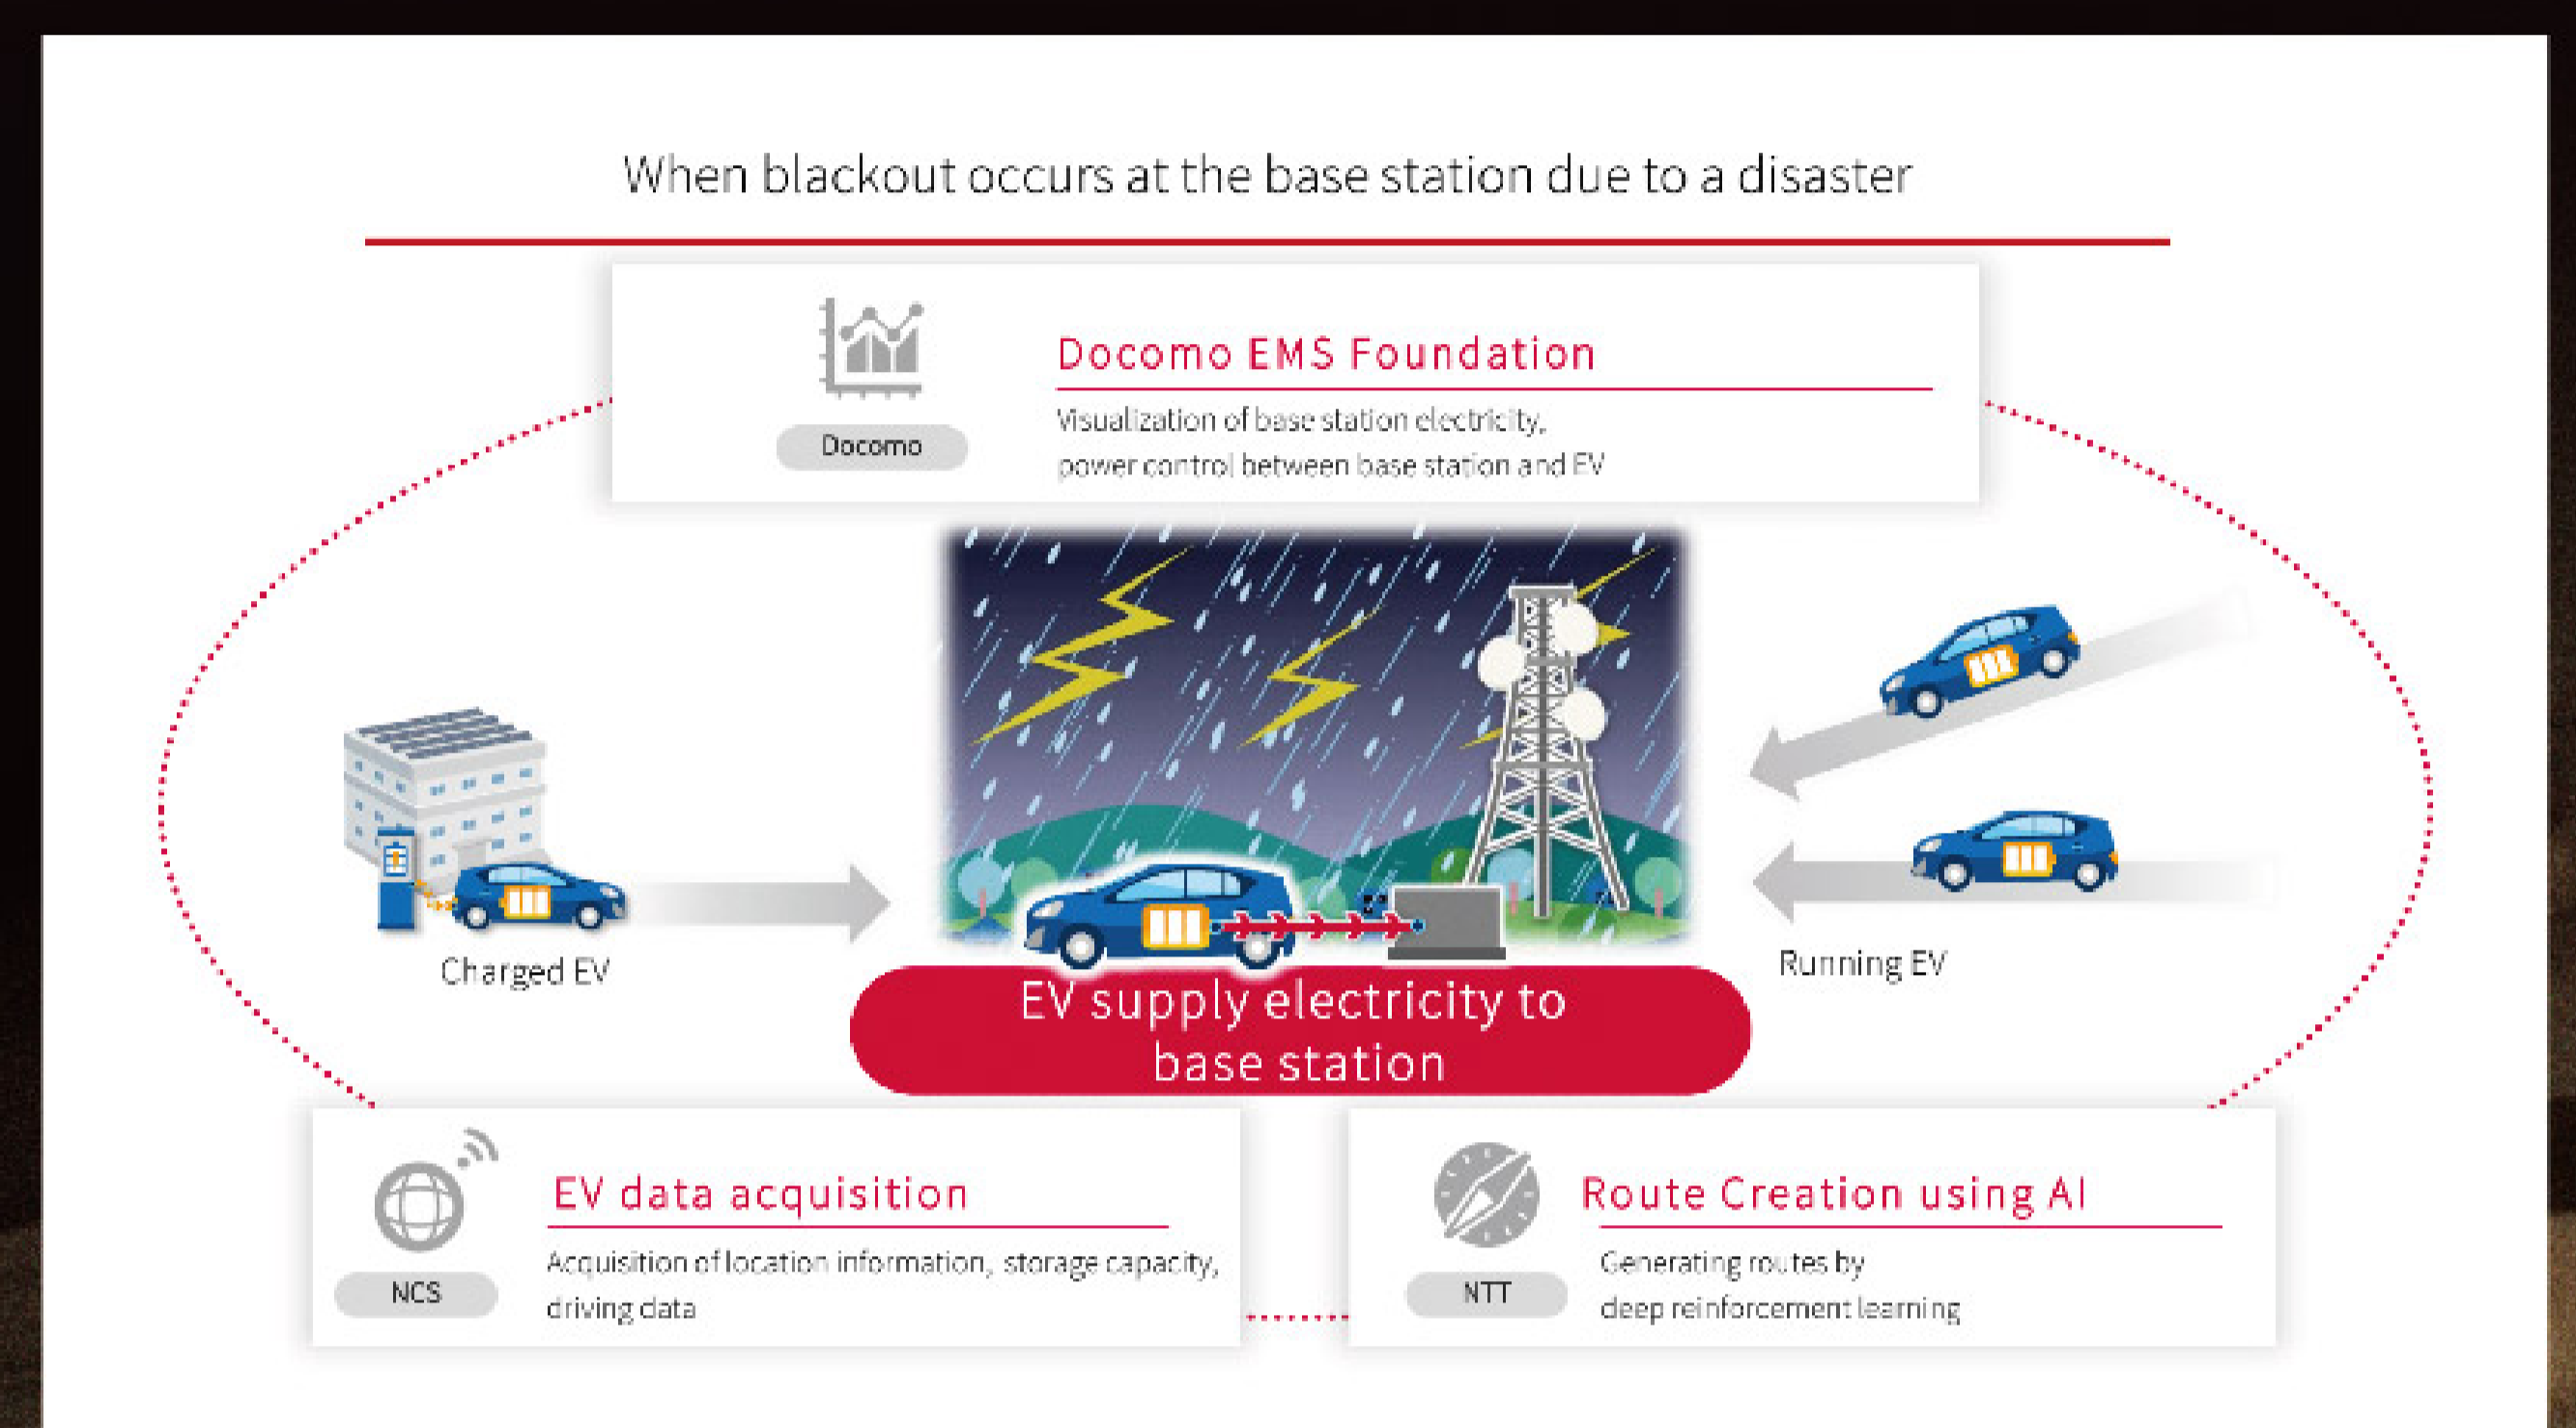 When blackout occurs at the base station due to a disaster
Docomo EMS Foundation
Docomo
Visualization of base station electricity,
power control between base station and EV
Charged EV
Running EV
EV supply electricity to
base station
EV data acquisition
NCS
Acquisition of location information, storage capacity,
driving data
Route Creation using AI
NTT
Generating routes by
deep reinforcement learning